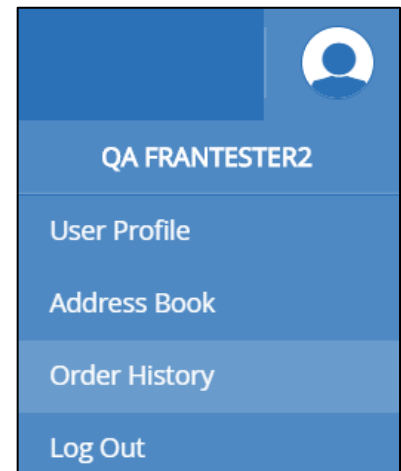 QA FRANTESTER2
User Profile
Address Book
Order History
Log Out